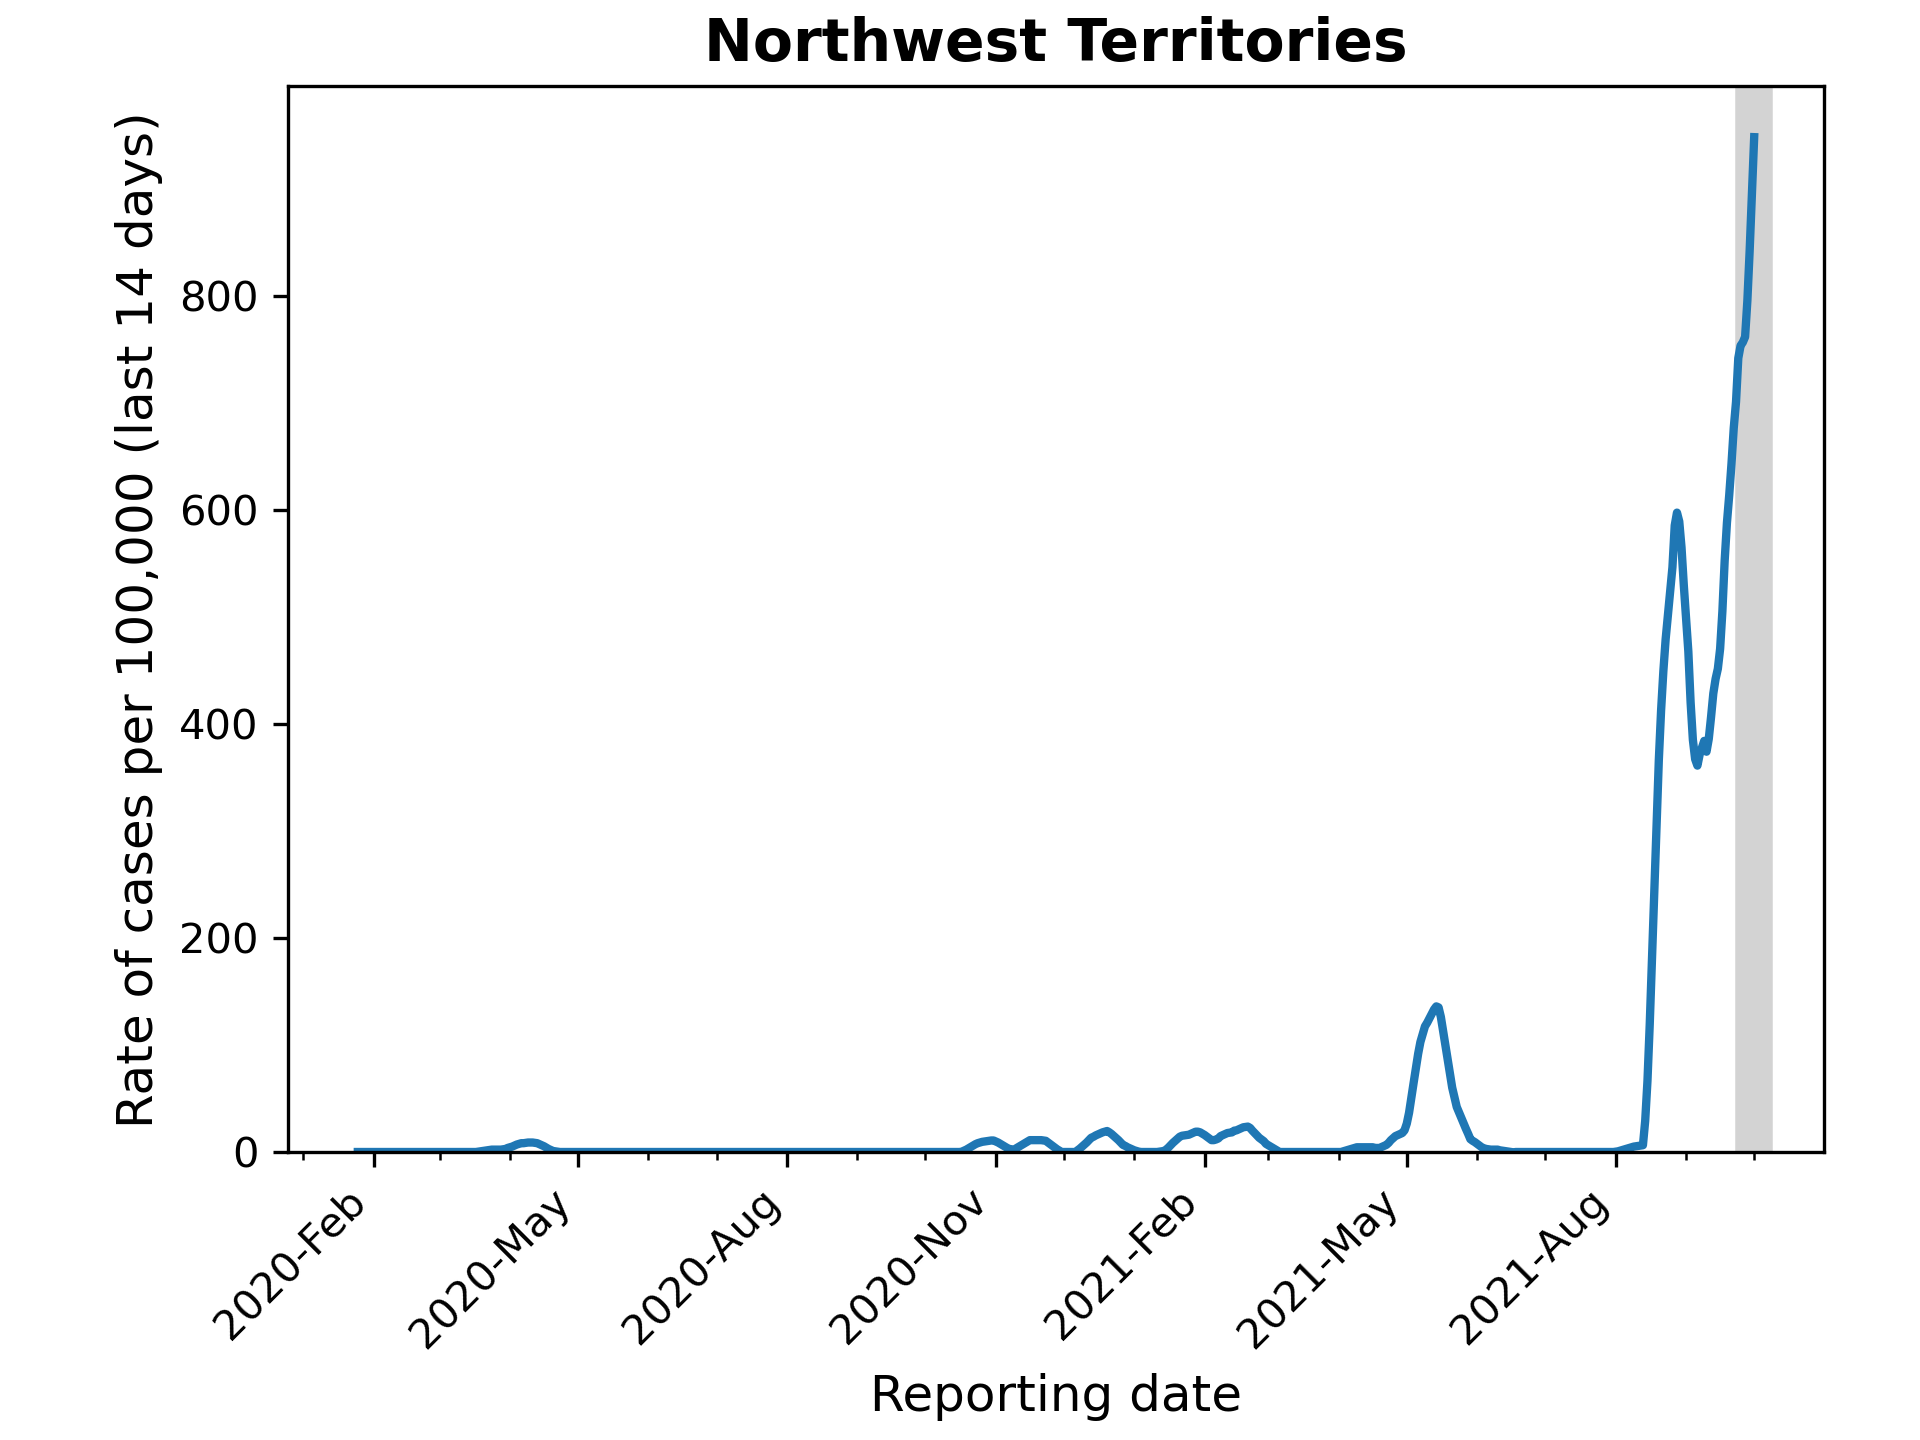 Northwest Territories
Rate of cases per 100,000 (last 14 days)
800
600
400
200
0
2020-Feb
2020-May
2020-Aug
2020-Nov
2021-Feb
2021-May
2021-Aug
Reporting date